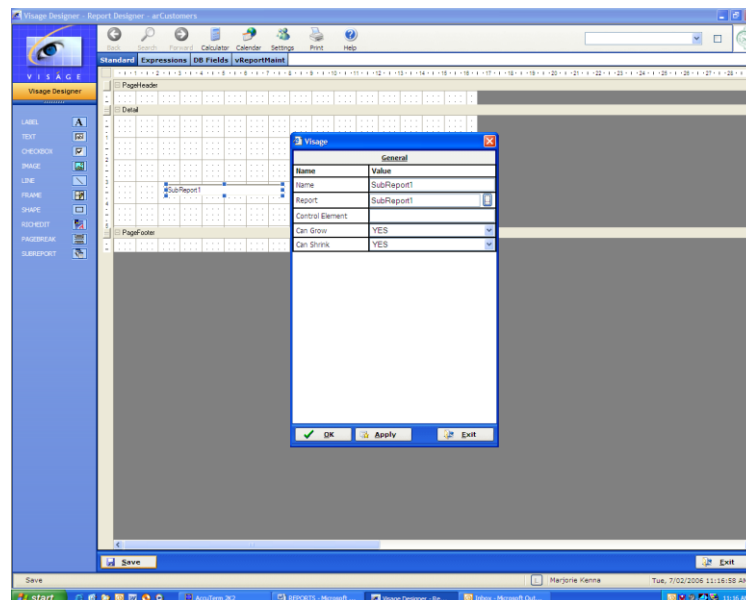 Visage Designer - Report Designer - arCustomers
Back Search Forward Calculator Calendar Settings Print Help
Standard Expressions DB Fields vReportMaint
VISAGE
Visage Designer
LABEL
TEXT
CHECKBOX
IMAGE
LINE
FRAME
SHAPE
RICHEDIT
PAGEBREAK
SUBREPORT
PageHeader
Detail
SubReport1
PageFooter
Visage
General
Name Value
Name SubReport1
Report SubReport1
Control Element
Can Grow YES
Can Shrink YES
OK Apply Exit
Save Exit
Save Marjorie Kenna Tue, 7/02/2006 11:16:58 AM
start AccuTerm 2K2 REPORTS - Microsoft ... Visage Designer - Re... Inbox - Microsoft Out... 11:16 AM